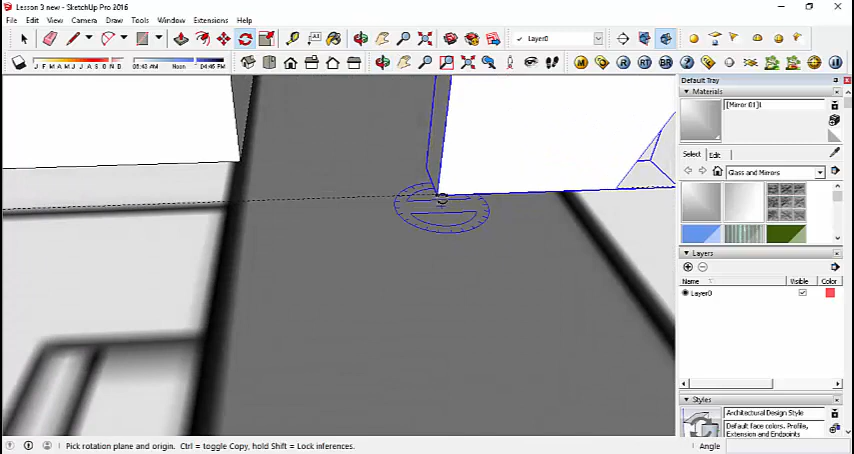 Lesson 3 new - SketchUp Pro 2016
File Edit View Camera Draw Tools Window Extensions Help
Layer0
J F M A M J J A S O N D 06:43 AM Noon 04:46 PM
M R RT BR
Default Tray
Materials
[Mirror 01]1
Select Edit
Glass and Mirrors
Layers
Name Visible Color
Layer0
Styles
Architectural Design Style
Default face colors. Profile, Extension and Endpoints
Pick rotation plane and origin. Ctrl = toggle Copy, hold Shift = Lock inferences.
Angle